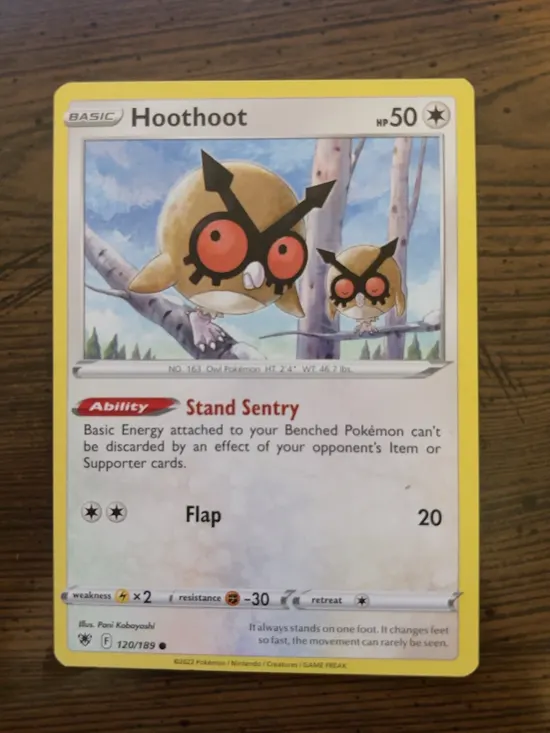 BASIC Hoothoot HP 50
NO. 163 Owl Pokémon HT 2'4" WT 46.7 lbs.
Ability Stand Sentry
Basic Energy attached to your Benched Pokémon can't
be discarded by an effect of your opponent's Item or
Supporter cards.
Flap 20
weakness ×2 resistance -30 retreat
Illus. Pani Kobayashi
It always stands on one foot. It changes feet
so fast, the movement can rarely be seen.
F 120/189
©2022 Pokémon / Nintendo / Creatures / GAME FREAK